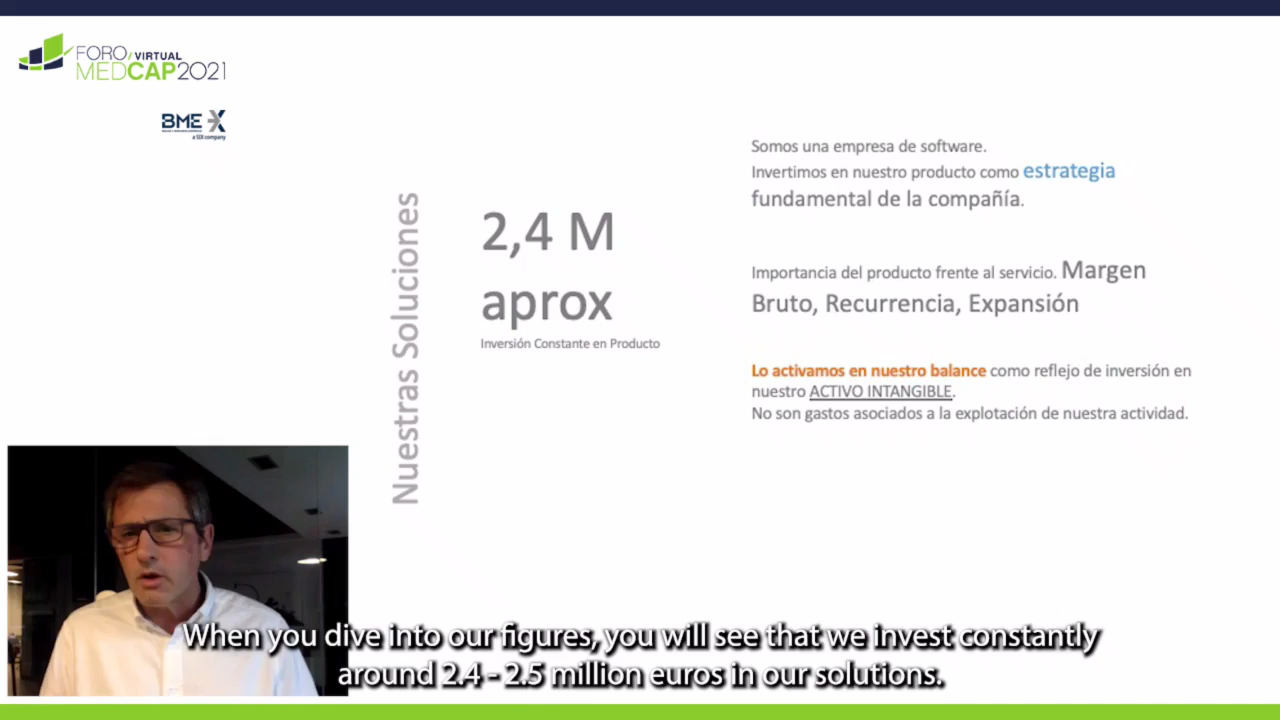 FORO/VIRTUAL
MEDCAP2021
BME X
a SIX company
Nuestras Soluciones
2,4 M
aprox
Inversión Constante en Producto
Somos una empresa de software.
Invertimos en nuestro producto como estrategia
fundamental de la compañía.
Importancia del producto frente al servicio. Margen
Bruto, Recurrencia, Expansión
Lo activamos en nuestro balance como reflejo de inversión en
nuestro ACTIVO INTANGIBLE.
No son gastos asociados a la explotación de nuestra actividad.
When you dive into our figures, you will see that we invest constantly
around 2.4 - 2.5 million euros in our solutions.